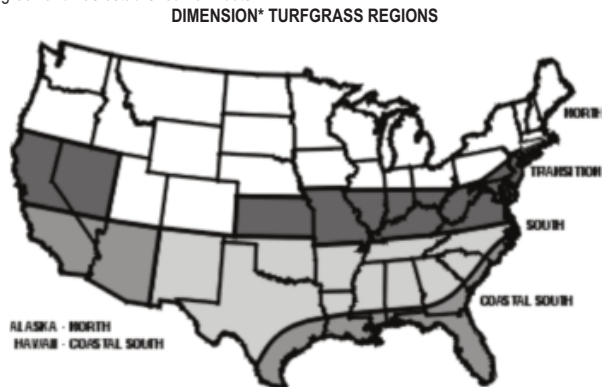 DIMENSION* TURFGRASS REGIONS
NORTH
TRANSITION
SOUTH
COASTAL SOUTH
ALASKA - NORTH
HAWAII - COASTAL SOUTH